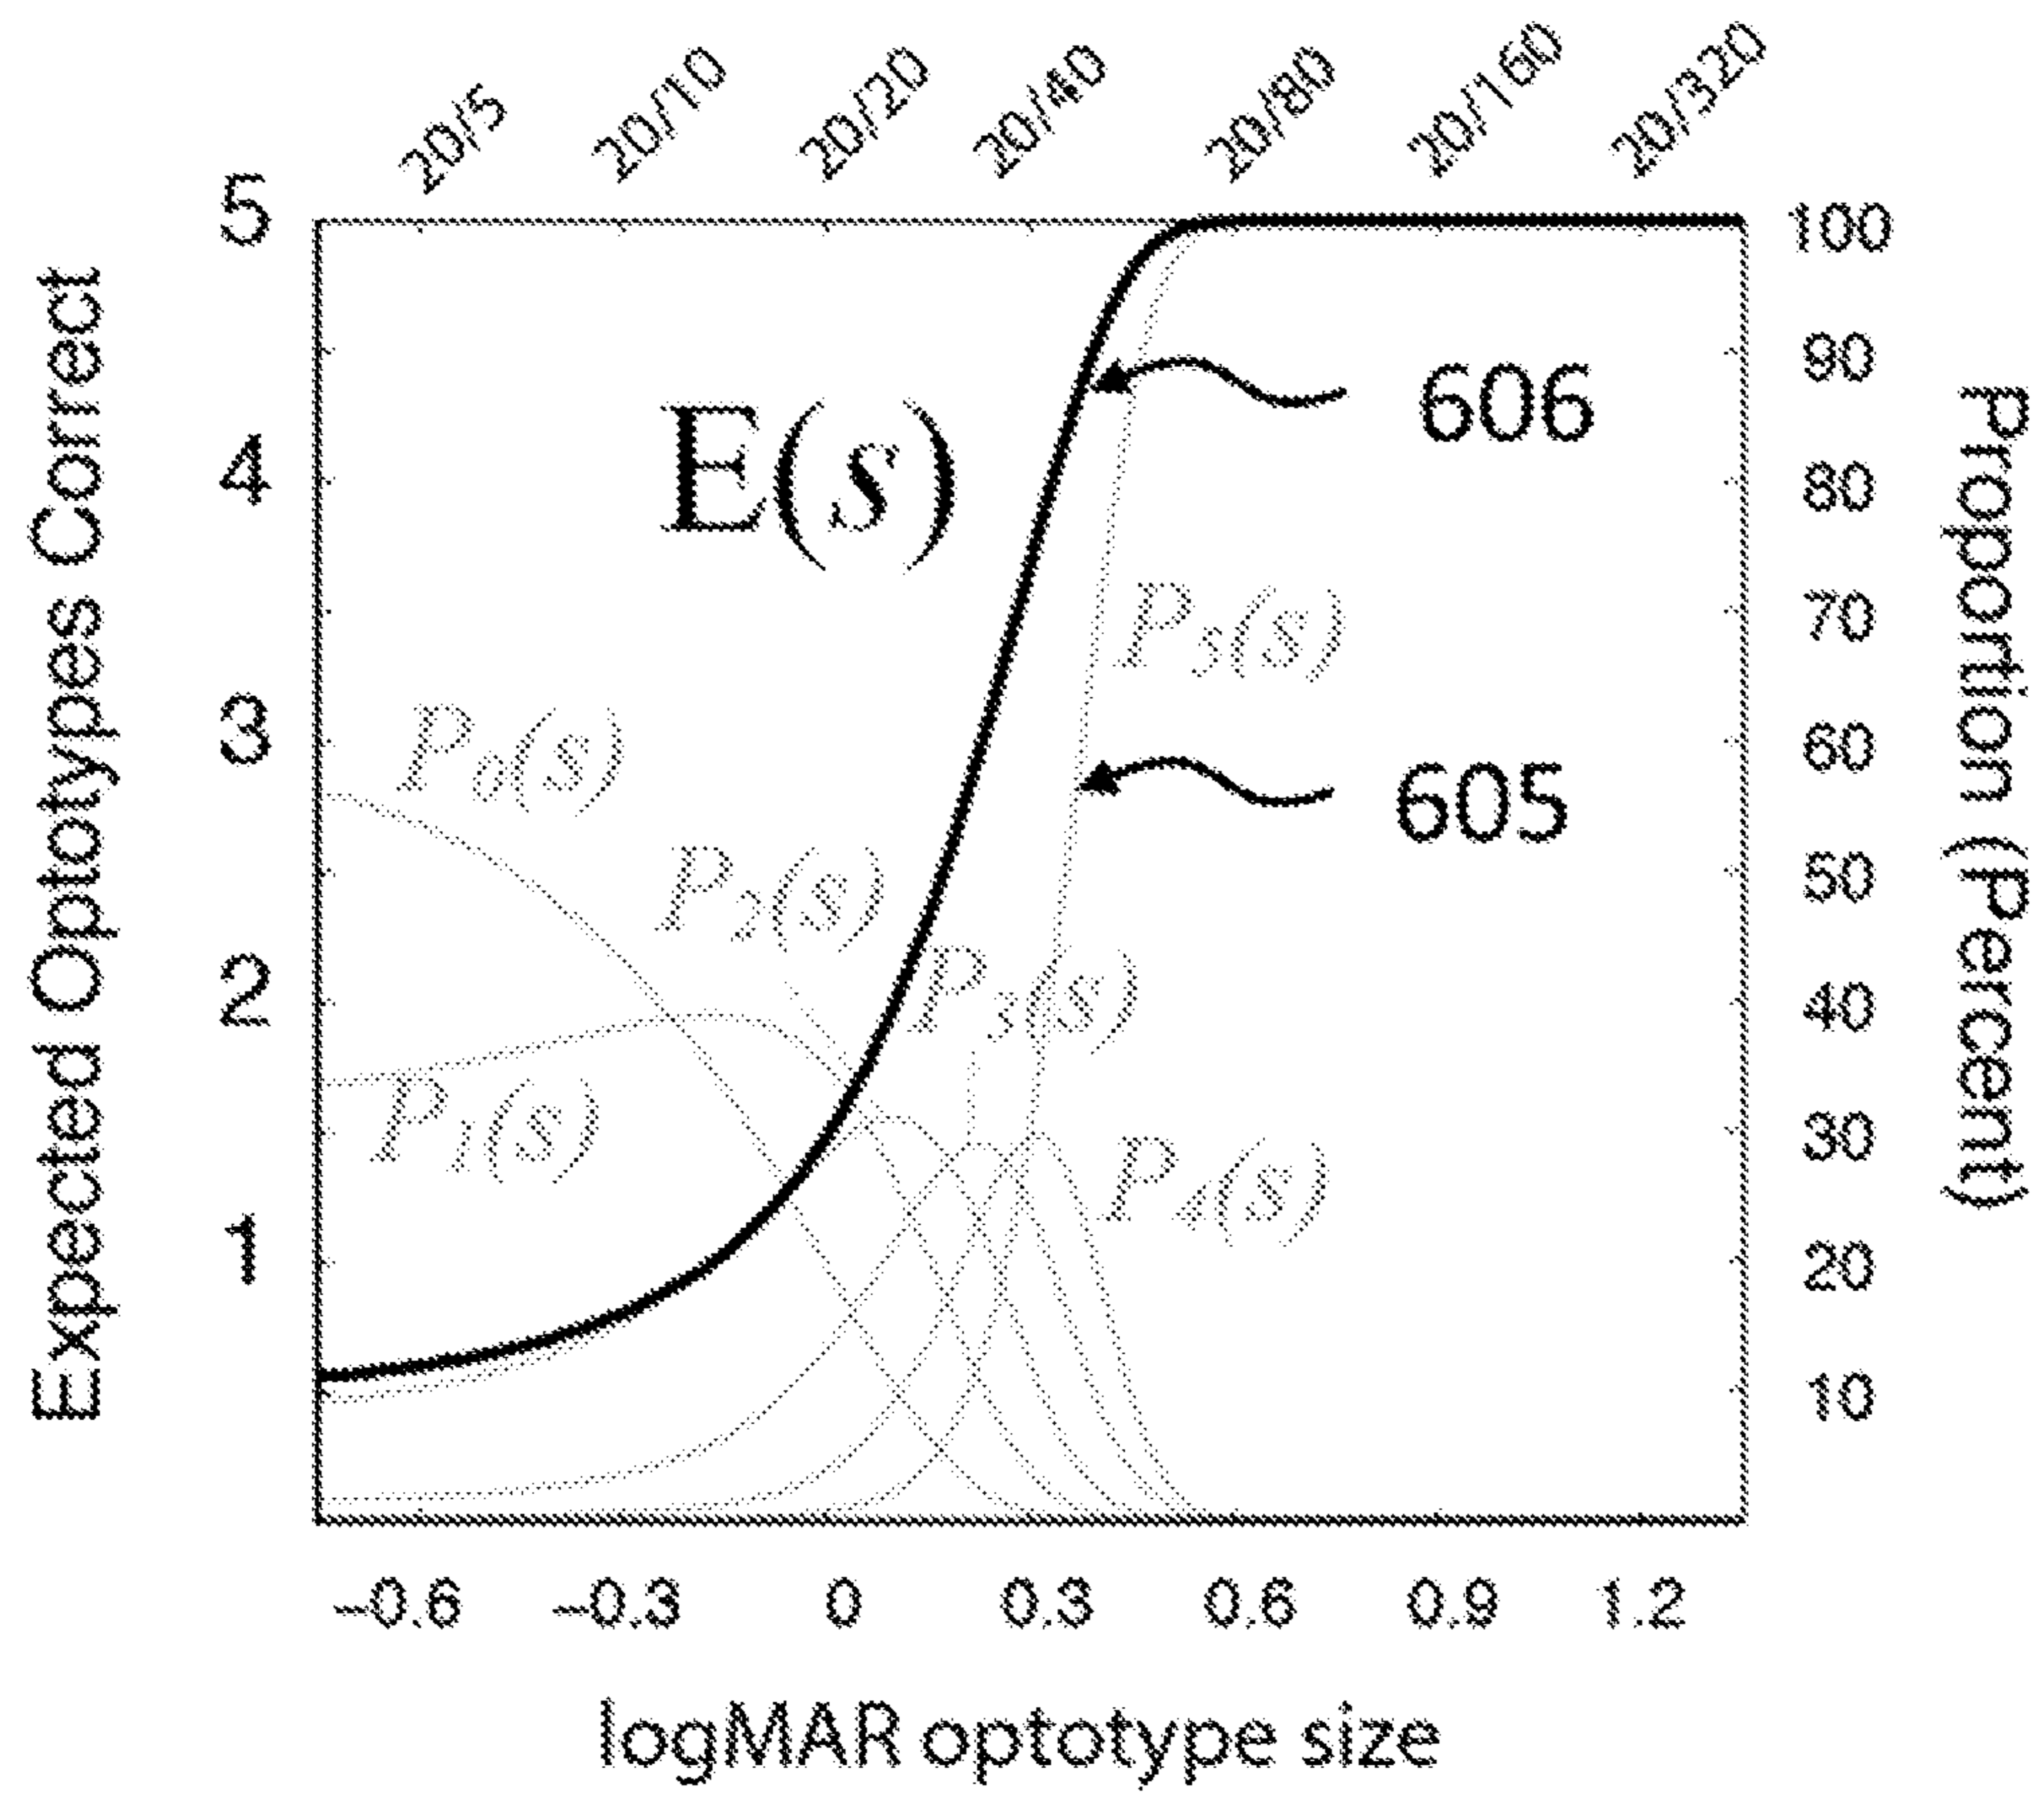 20/5 20/10 20/20 20/40 20/80 20/160 20/320
5
4
3
2
1
Expected Optotypes Correct
100
90
80
70
60
50
40
30
20
10
Proportion (Percent)
E(s)
606
P5(s)
P0(s)
605
P2(s)
P3(s)
P1(s)
P4(s)
–0.6 –0.3 0 0.3 0.6 0.9 1.2
logMAR optotype size